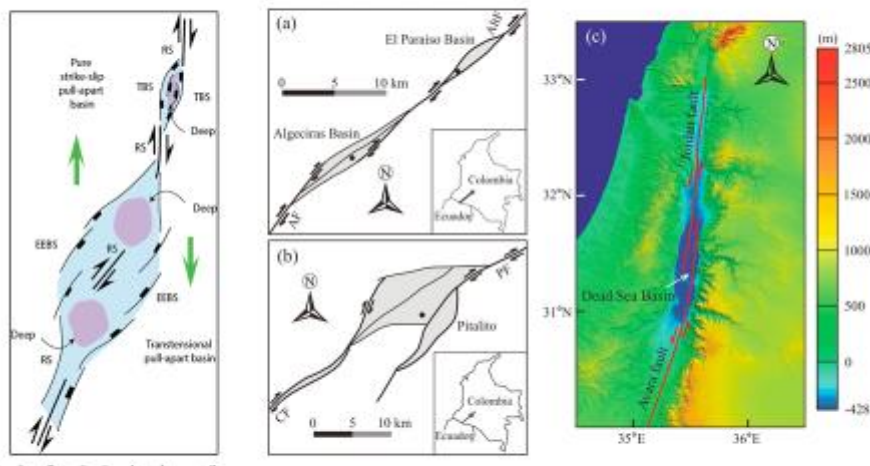 RS
Pure
strike-slip
pull-apart
basin
TBS
TBS
Deep
RS
Deep
EEBS
RS
EEBS
Deep
RS
Transtensional
pull-apart basin
(a)
ARF
El Paraiso Basin
0 5 10 km
Algeciras Basin
N
Colombia
Ecuador
AF
(b)
N
PF
Pitalito
Colombia
Ecuador
CF
0 5 10 km
(c)
N
33°N
32°N
31°N
35°E 36°E
Jordan fault
Dead Sea Basin
Avara fault
(m)
2805
2000
1500
1000
500
0
-428